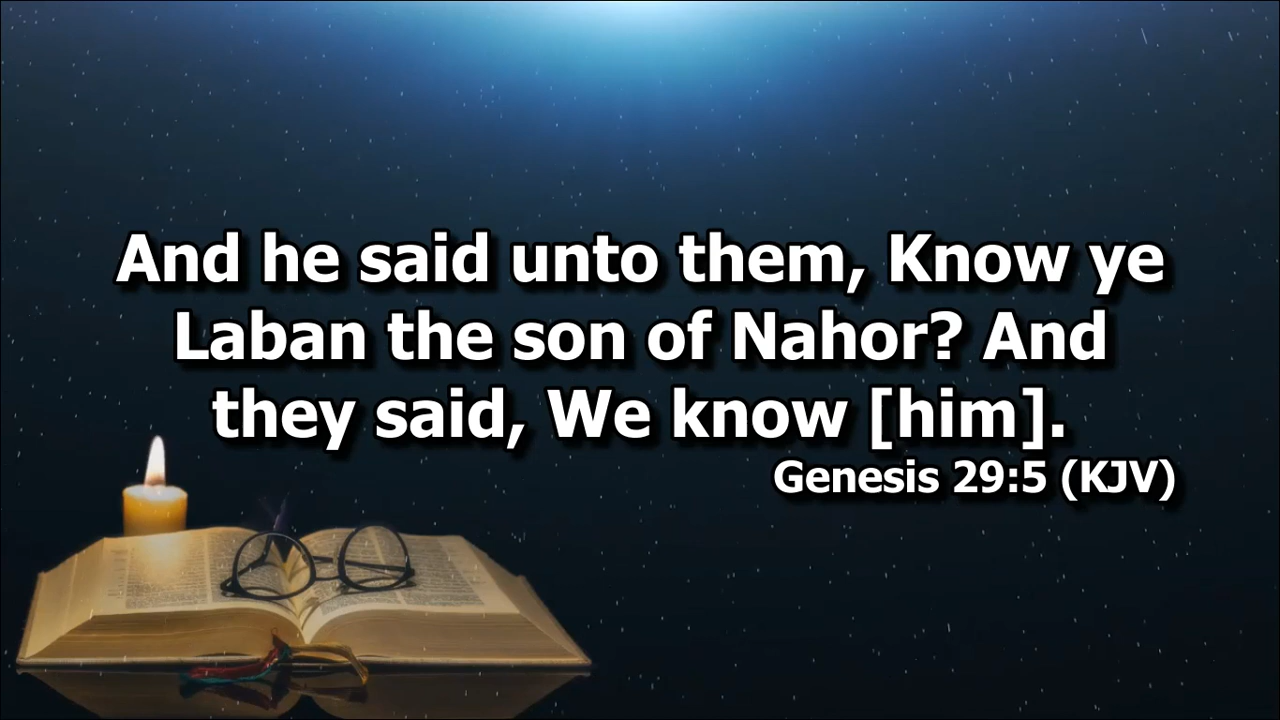 And he said unto them, Know ye
Laban the son of Nahor? And
they said, We know [him].
Genesis 29:5 (KJV)